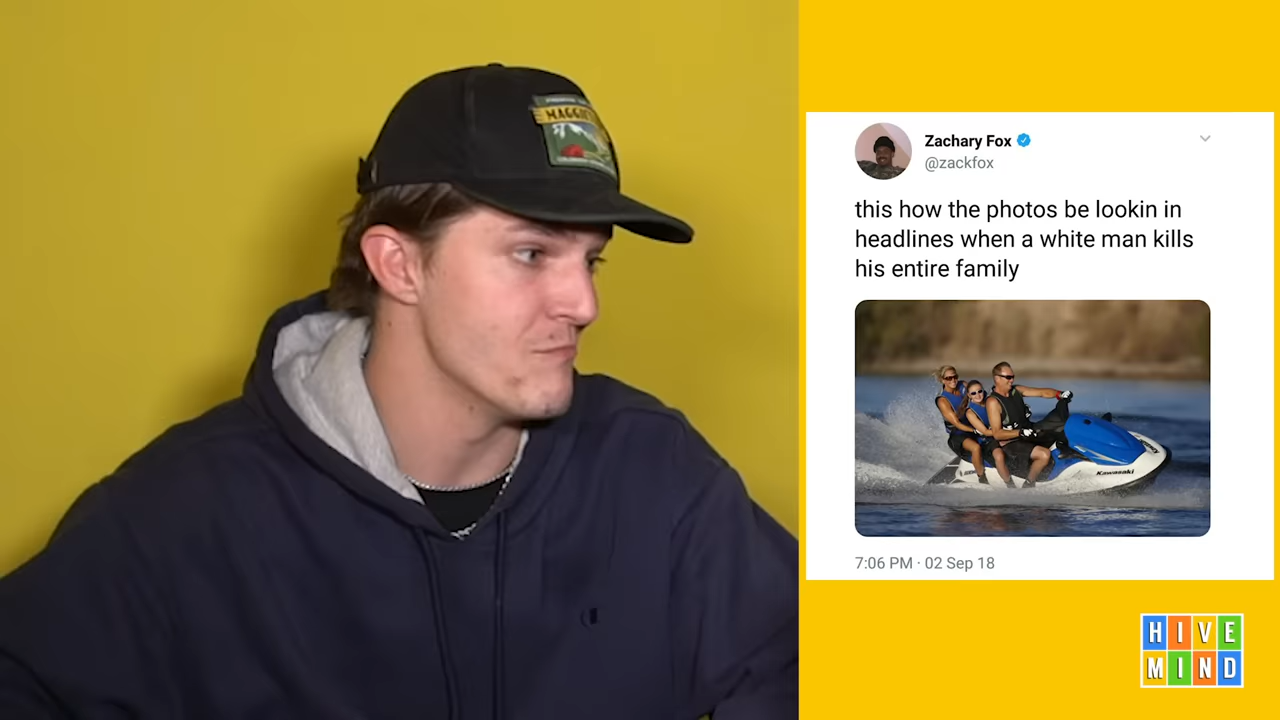 MAGGIE'S
Zachary Fox
@zackfox
this how the photos be lookin in
headlines when a white man kills
his entire family
Kawasaki
7:06 PM · 02 Sep 18
HIVE
MIND